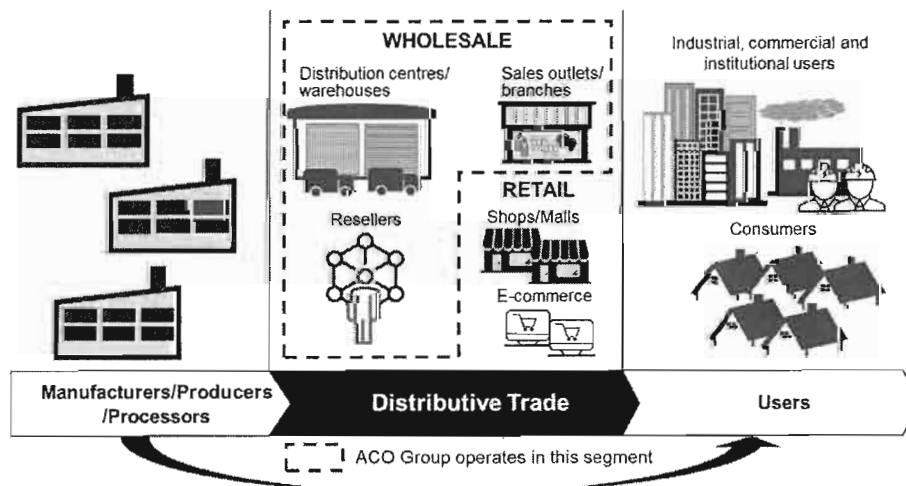 WHOLESALE
Distribution centres/
warehouses
Sales outlets/
branches
Resellers
RETAIL
Shops/Malls
E-commerce
Industrial, commercial and
institutional users
Consumers
Manufacturers/Producers
/Processors
Distributive Trade
Users
ACO Group operates in this segment